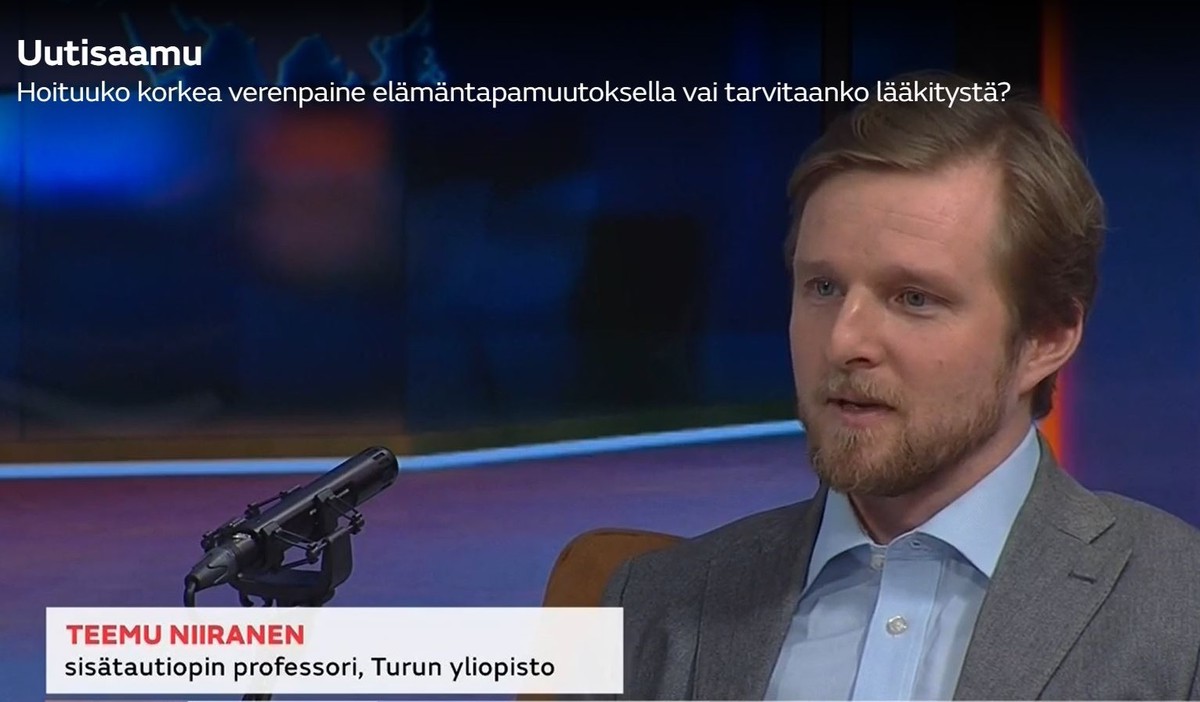 Uutisaamu
Hoituuko korkea verenpaine elämäntapamuutoksella vai tarvitaanko lääkitystä?
TEEMU NIIRANEN
sisätautiopin professori, Turun yliopisto